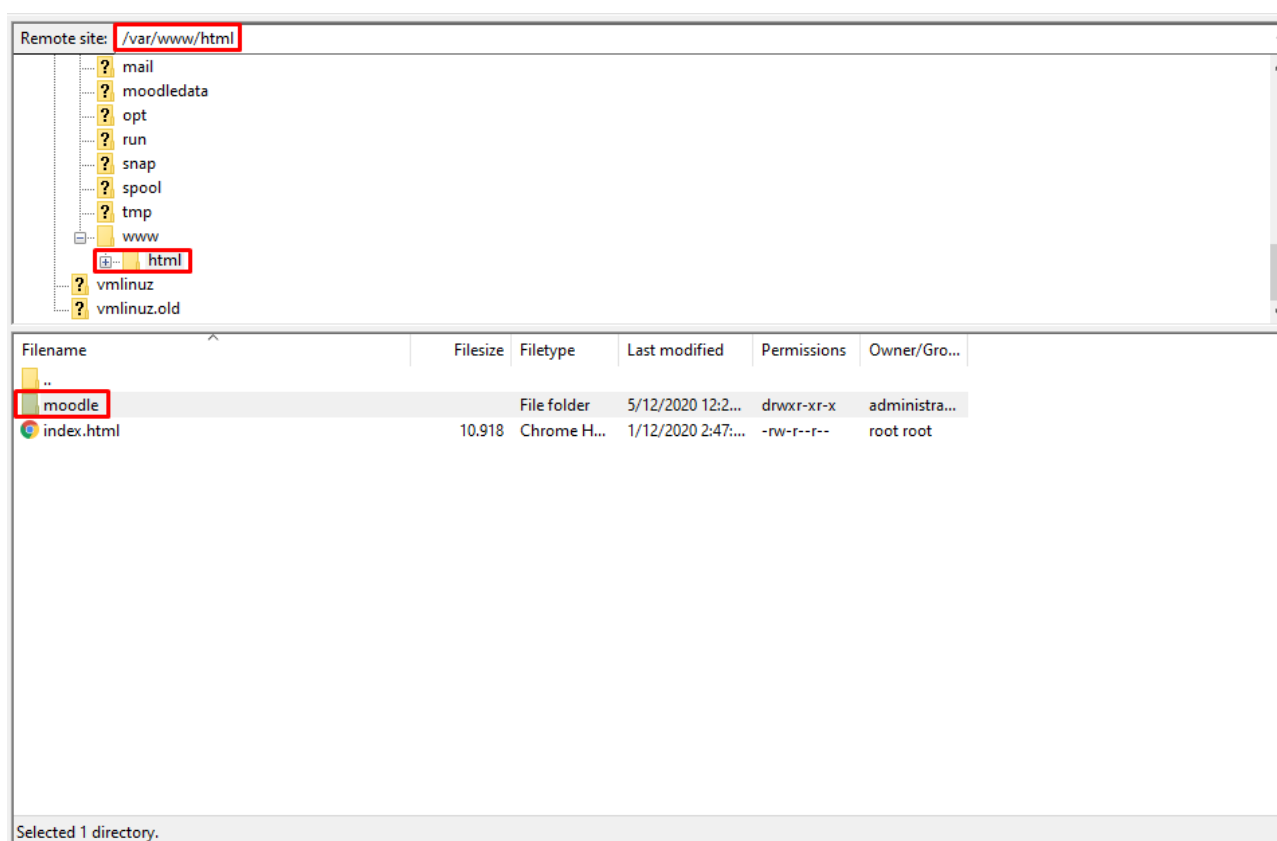 Remote site: /var/www/html
? mail
? moodledata
? opt
? run
? snap
? spool
? tmp
www
html
? vmlinuz
? vmlinuz.old
Filename Filesize Filetype Last modified Permissions Owner/Gro...
..
moodle File folder 5/12/2020 12:2... drwxr-xr-x administra...
index.html 10.918 Chrome H... 1/12/2020 2:47:... -rw-r--r-- root root
Selected 1 directory.